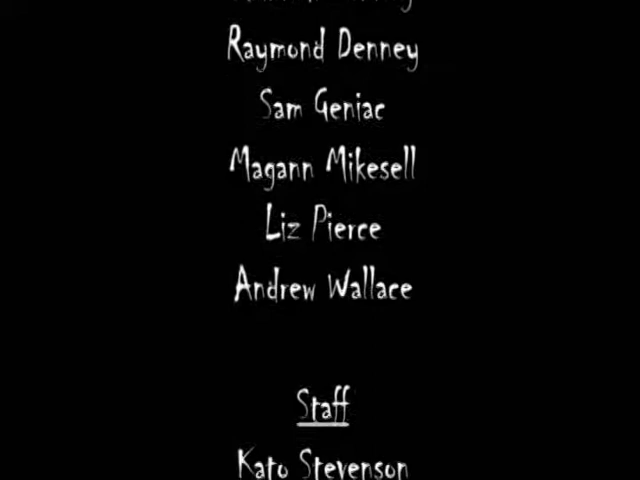 Raymond Denney
Sam Geniac
Magann Mikesell
Liz Pierce
Andrew Wallace
Staff
Kato Stevenson